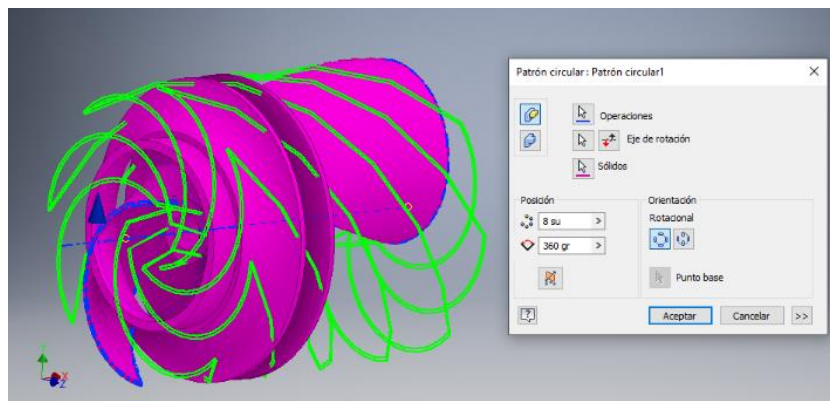 Patrón circular : Patrón circular1
Operaciones
Eje de rotación
Sólidos
Posición
8 su
360 gr
Orientación
Rotacional
Punto base
Aceptar
Cancelar
>>